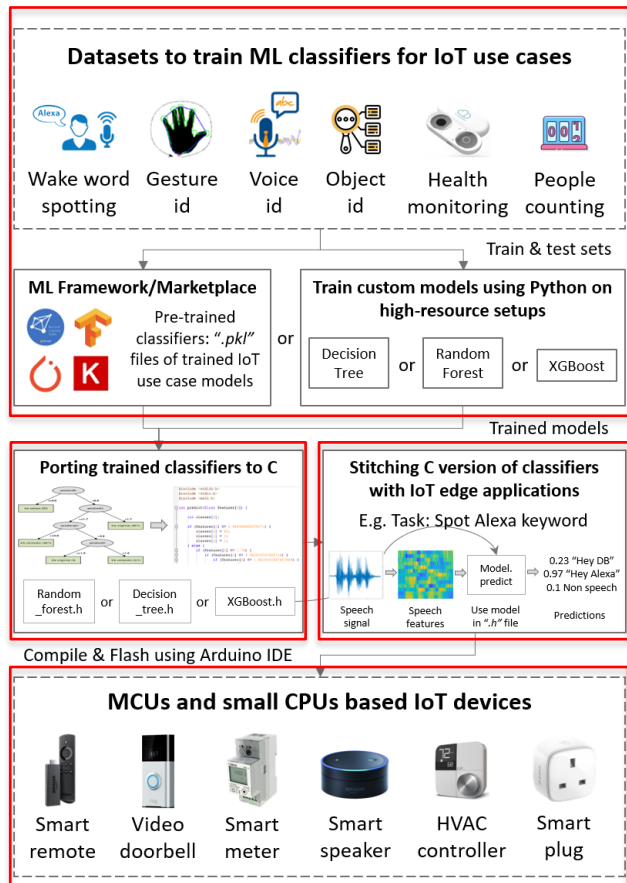 Datasets to train ML classifiers for IoT use cases
Alexa
abc
Wake word
spotting
Gesture
id
Voice
id
Object
id
Health
monitoring
People
counting
Train & test sets
ML Framework/Marketplace
Pre-trained
classifiers: “.pkl”
files of trained IoT
use case models
K
or
Train custom models using Python on
high-resource setups
Decision
Tree
or
Random
Forest
or
XGBoost
Trained models
Porting trained classifiers to C
Random
_forest.h
or
Decision
_tree.h
or
XGBoost.h
Stitching C version of classifiers
with IoT edge applications
E.g. Task: Spot Alexa keyword
Model.
predict
0.23 “Hey DB”
0.97 “Hey Alexa”
0.1 Non speech
Speech
signal
Speech
features
Use model
in “.h” file
Predictions
Compile & Flash using Arduino IDE
MCUs and small CPUs based IoT devices
Smart
remote
Video
doorbell
Smart
meter
Smart
speaker
HVAC
controller
Smart
plug